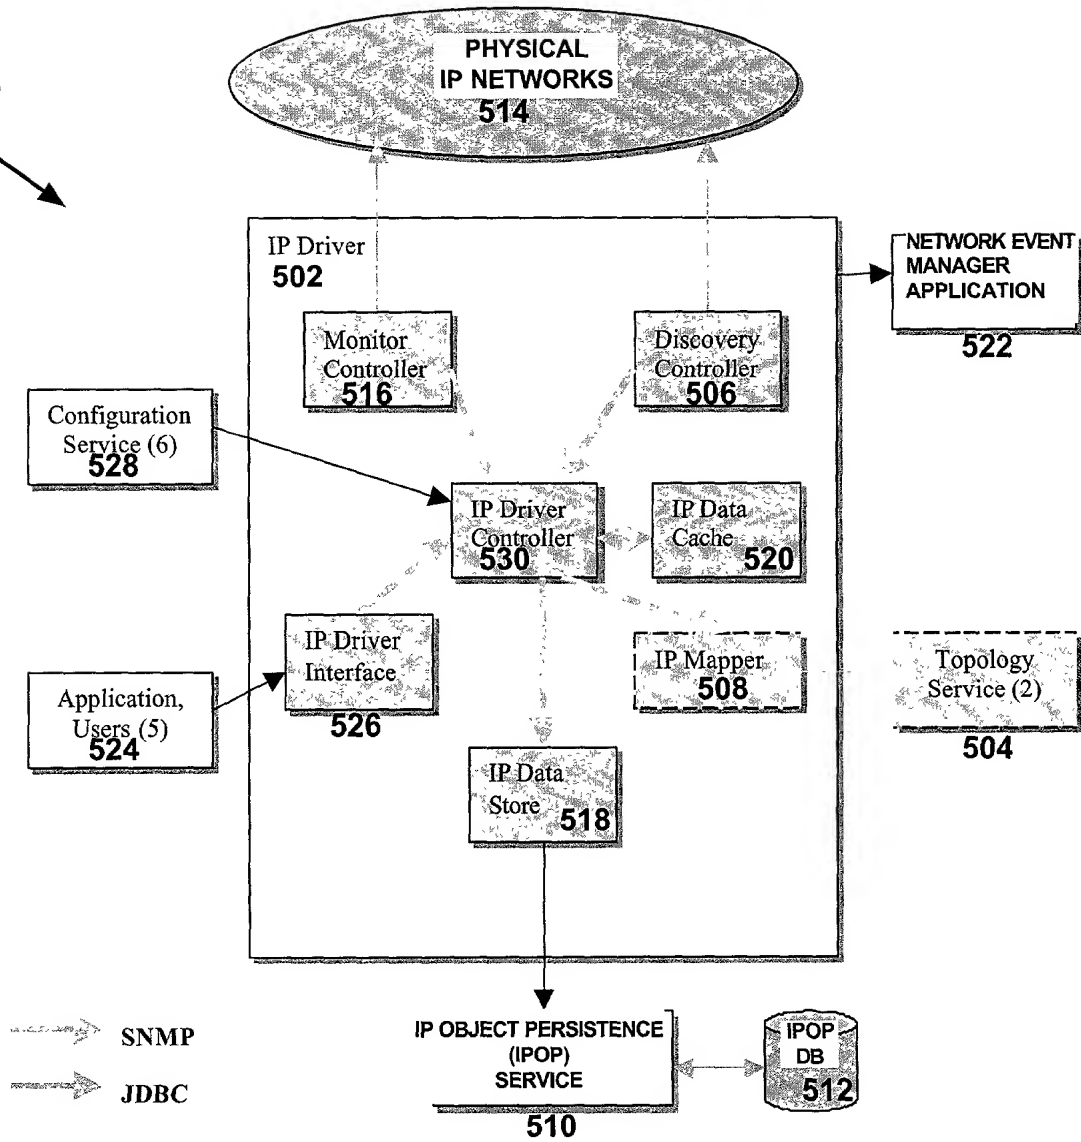 PHYSICAL
IP NETWORKS
514
IP Driver
502
NETWORK EVENT
MANAGER
APPLICATION
522
Monitor
Controller
516
Discovery
Controller
506
Configuration
Service (6)
528
IP Driver
Controller
530
IP Data
Cache
520
IP Driver
Interface
526
IP Mapper
508
Topology
Service (2)
504
Application,
Users (5)
524
IP Data
Store
518
SNMP
JDBC
IP OBJECT PERSISTENCE
(IPOP)
SERVICE
510
IPOP
DB
512